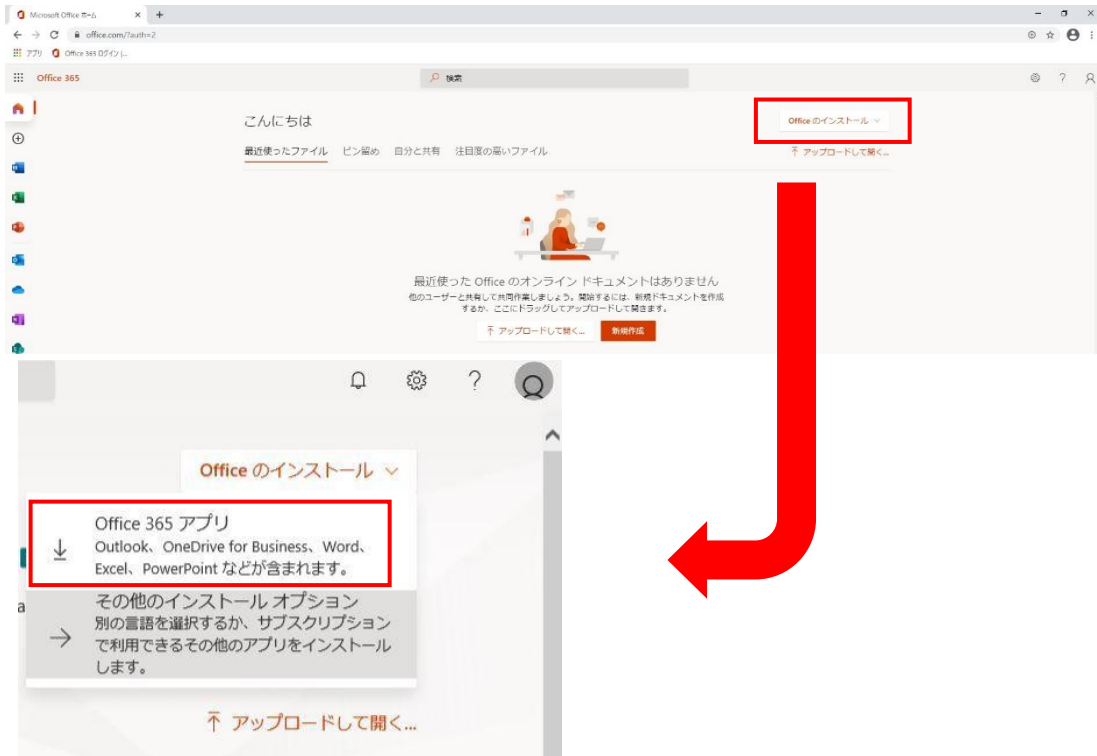 Microsoft Office ホーム
office.com/?auth=2
アプリ Office 365 ログイン |...
Office 365 検索 ?
こんにちは
Office のインストール
最近使ったファイル ピン留め 自分と共有 注目度の高いファイル
アップロードして開く...
最近使った Office のオンライン ドキュメントはありません
他のユーザーと共有して共同作業しましょう。開始するには、新規ドキュメントを作成
するか、ここにドラッグしてアップロードして開きます。
アップロードして開く... 新規作成
?
Office のインストール
Office 365 アプリ
Outlook、OneDrive for Business、Word、
Excel、PowerPoint などが含まれます。
a
その他のインストール オプション
別の言語を選択するか、サブスクリプション
で利用できるその他のアプリをインストール
します。
アップロードして開く...